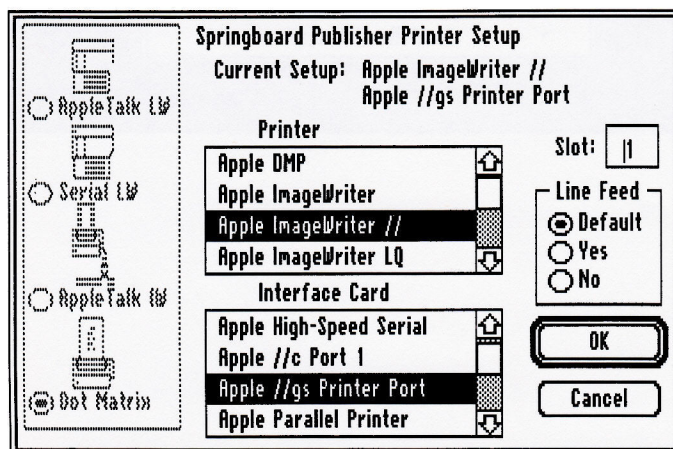 Springboard Publisher Printer Setup
Current Setup: Apple ImageWriter //
Apple //gs Printer Port
AppleTalk LW
Serial LW
AppleTalk IW
Dot Matrix
Printer
Apple DMP
Apple ImageWriter
Apple ImageWriter //
Apple ImageWriter LQ
Interface Card
Apple High-Speed Serial
Apple //c Port 1
Apple //gs Printer Port
Apple Parallel Printer
Slot: 1
Line Feed
Default
Yes
No
OK
Cancel